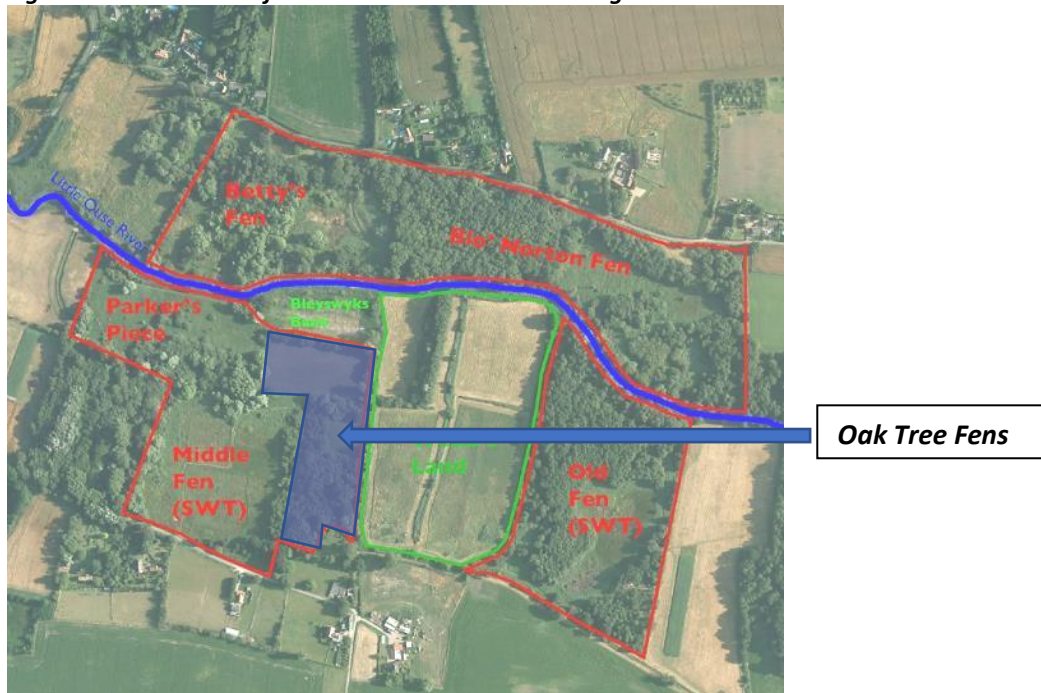 Betty's
Fen
Little Ouse River
Blo' Norton Fen
Parker's
Piece
Bleyswyks
Bank
Oak Tree Fens
Middle
Fen
(SWT)
Land
Old
Fen
(SWT)